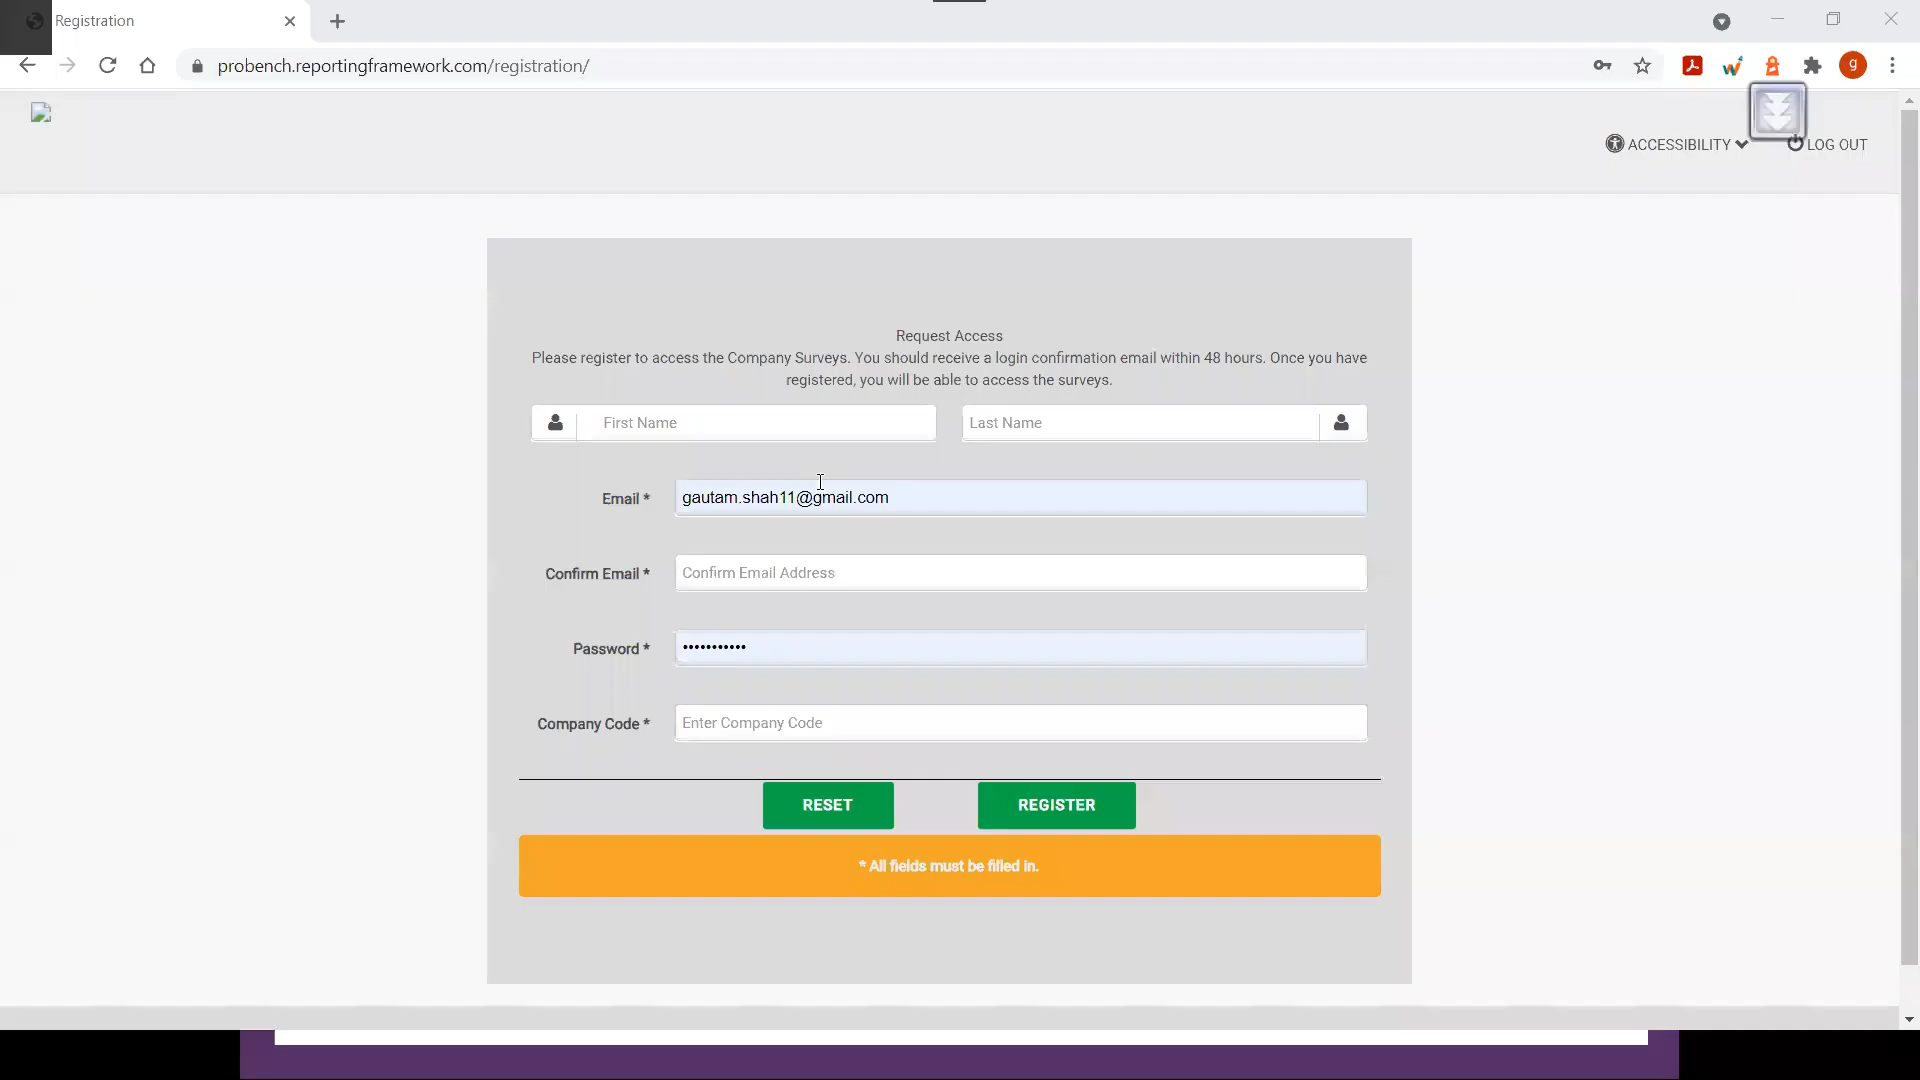 Registration
probench.reportingframework.com/registration/
g
ACCESSIBILITY
LOG OUT
Request Access
Please register to access the Company Surveys. You should receive a login confirmation email within 48 hours. Once you have
registered, you will be able to access the surveys.
First Name
Last Name
Email *
gautam.shah11@gmail.com
Confirm Email *
Confirm Email Address
Password *
•••••••••••
Company Code *
Enter Company Code
RESET
REGISTER
* All fields must be filled in.